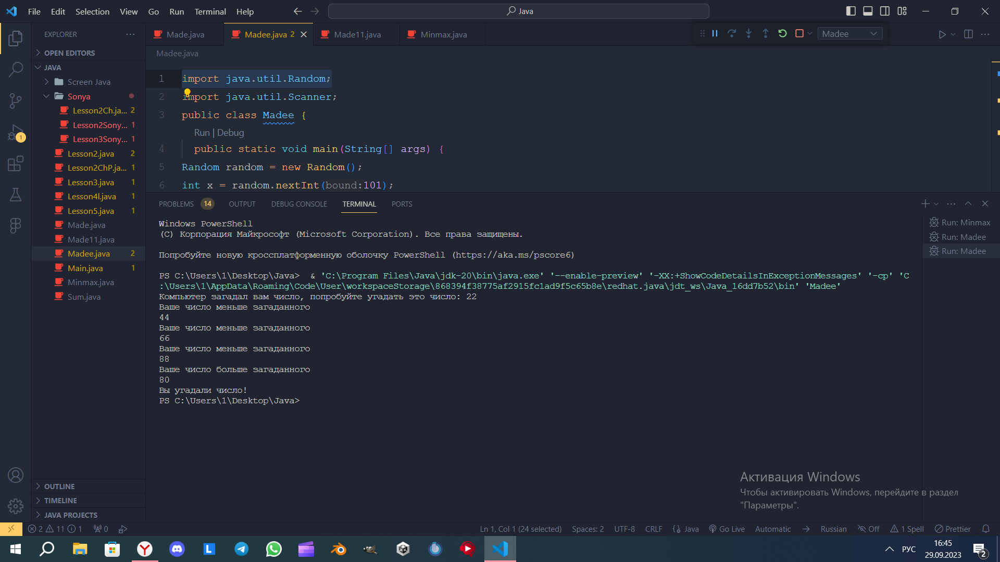 File Edit Selection View Go Run Terminal Help
Java
EXPLORER
OPEN EDITORS
JAVA
Screen Java
Sonya
Lesson2Ch.ja... 2
Lesson2Sony... 1
Lesson3Sony... 1
Lesson2.java 2
Lesson2ChP.ja... 1
Lesson3.java 1
Lesson4l.java 1
Lesson5.java 1
Made.java
Made11.java
Madee.java 2
Main.java 1
Minmax.java
Sum.java
OUTLINE
TIMELINE
JAVA PROJECTS
1
Made.java Madee.java 2 Made11.java Minmax.java
Madee
Madee.java
1 import java.util.Random;
2 import java.util.Scanner;
3 public class Madee {
Run | Debug
4 public static void main(String[] args) {
5 Random random = new Random();
6 int x = random.nextInt(bound:101);
PROBLEMS 14 OUTPUT DEBUG CONSOLE TERMINAL PORTS
Windows PowerShell
(C) Корпорация Майкрософт (Microsoft Corporation). Все права защищены.
Попробуйте новую кроссплатформенную оболочку PowerShell (https://aka.ms/pscore6)
PS C:\Users\1\Desktop\Java>  & 'C:\Program Files\Java\jdk-20\bin\java.exe' '--enable-preview' '-XX:+ShowCodeDetailsInExceptionMessages' '-cp' 'C
:\Users\1\AppData\Roaming\Code\User\workspaceStorage\868394f38775af2915fc1ad9f5c65b8e\redhat.java\jdt_ws\Java_16dd7b52\bin' 'Madee'
Компьютер загадал вам число, попробуйте угадать это число: 22
Ваше число меньше загаданного
44
Ваше число меньше загаданного
66
Ваше число меньше загаданного
88
Ваше число больше загаданного
80
Вы угадали число!
PS C:\Users\1\Desktop\Java>
Run: Minmax
Run: Madee
Run: Madee
Активация Windows
Чтобы активировать Windows, перейдите в раздел
"Параметры".
2 11 1 0 Ln 1, Col 1 (24 selected) Spaces: 2 UTF-8 CRLF Java Go Live Automatic Russian Off 1 Spell Prettier
РУС
16:45
29.09.2023
2